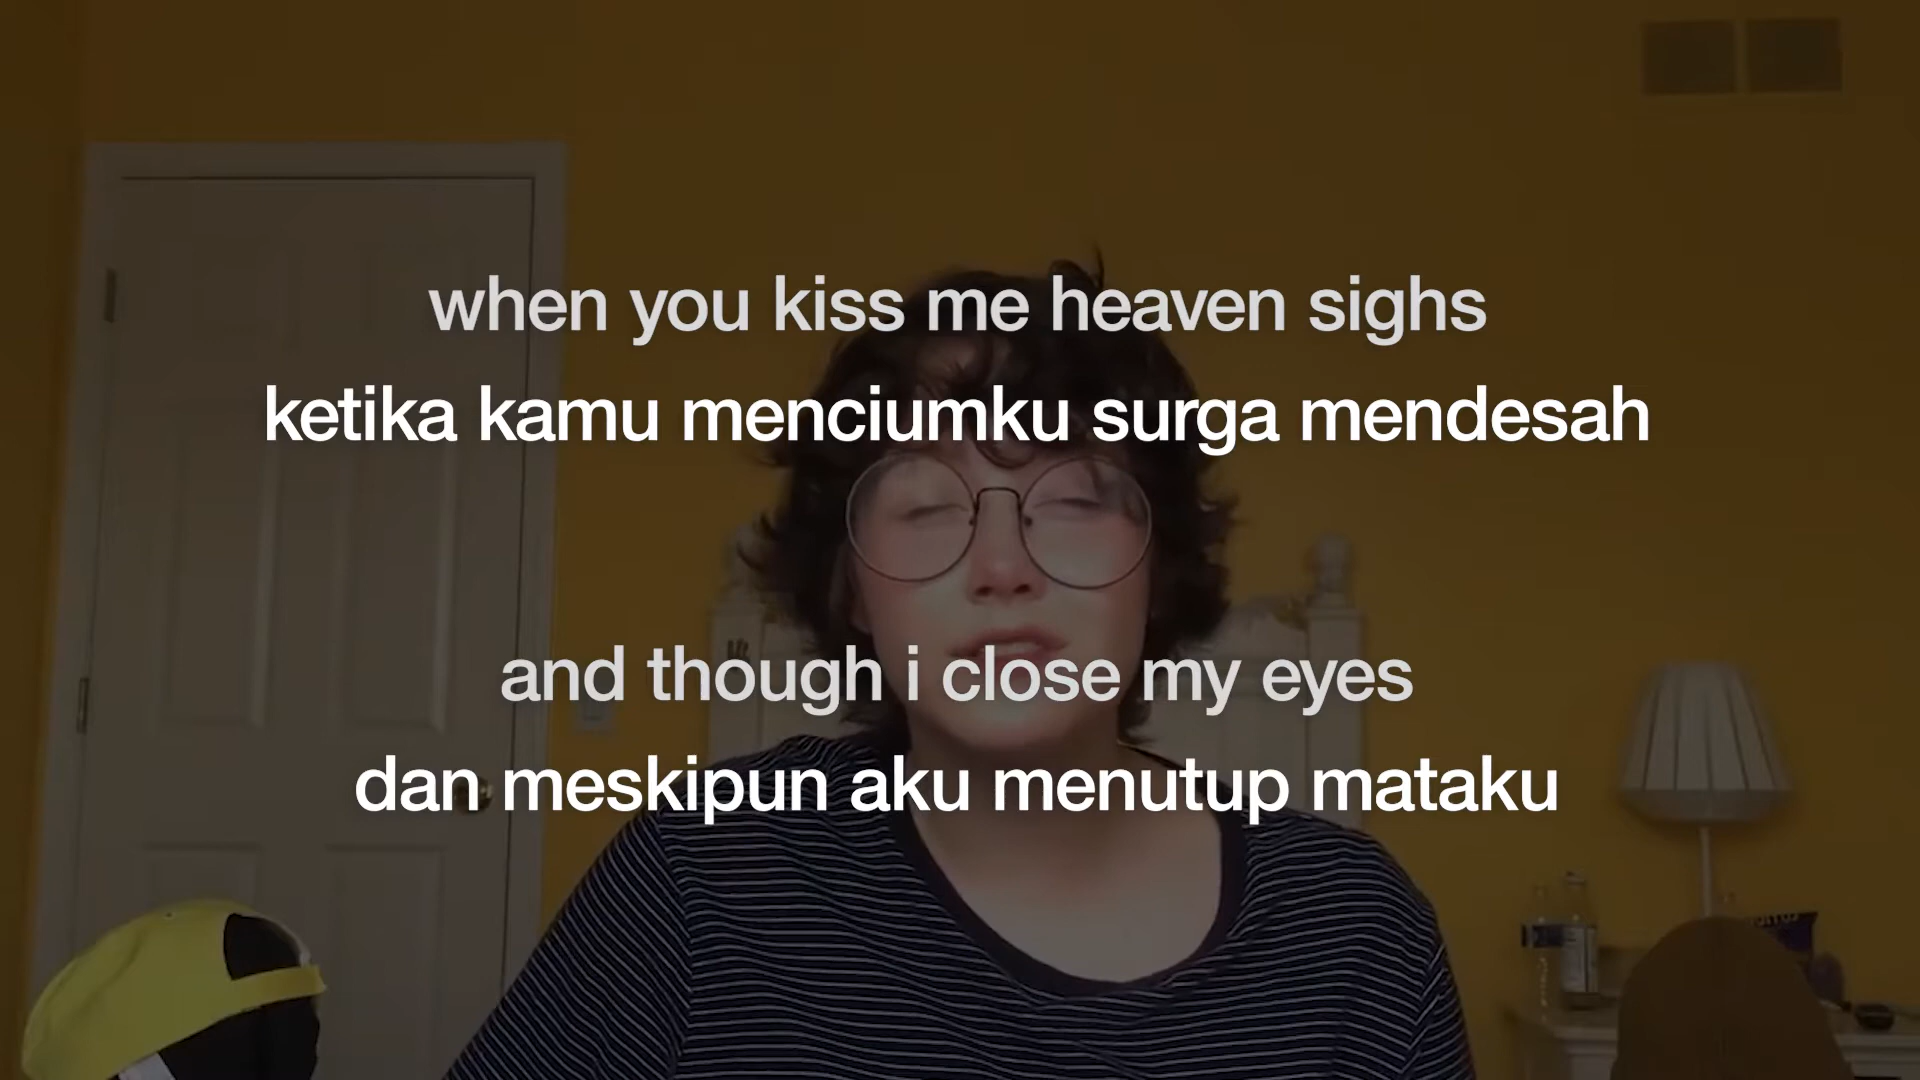 when you kiss me heaven sighs
ketika kamu menciumku surga mendesah
and though i close my eyes
dan meskipun aku menutup mataku